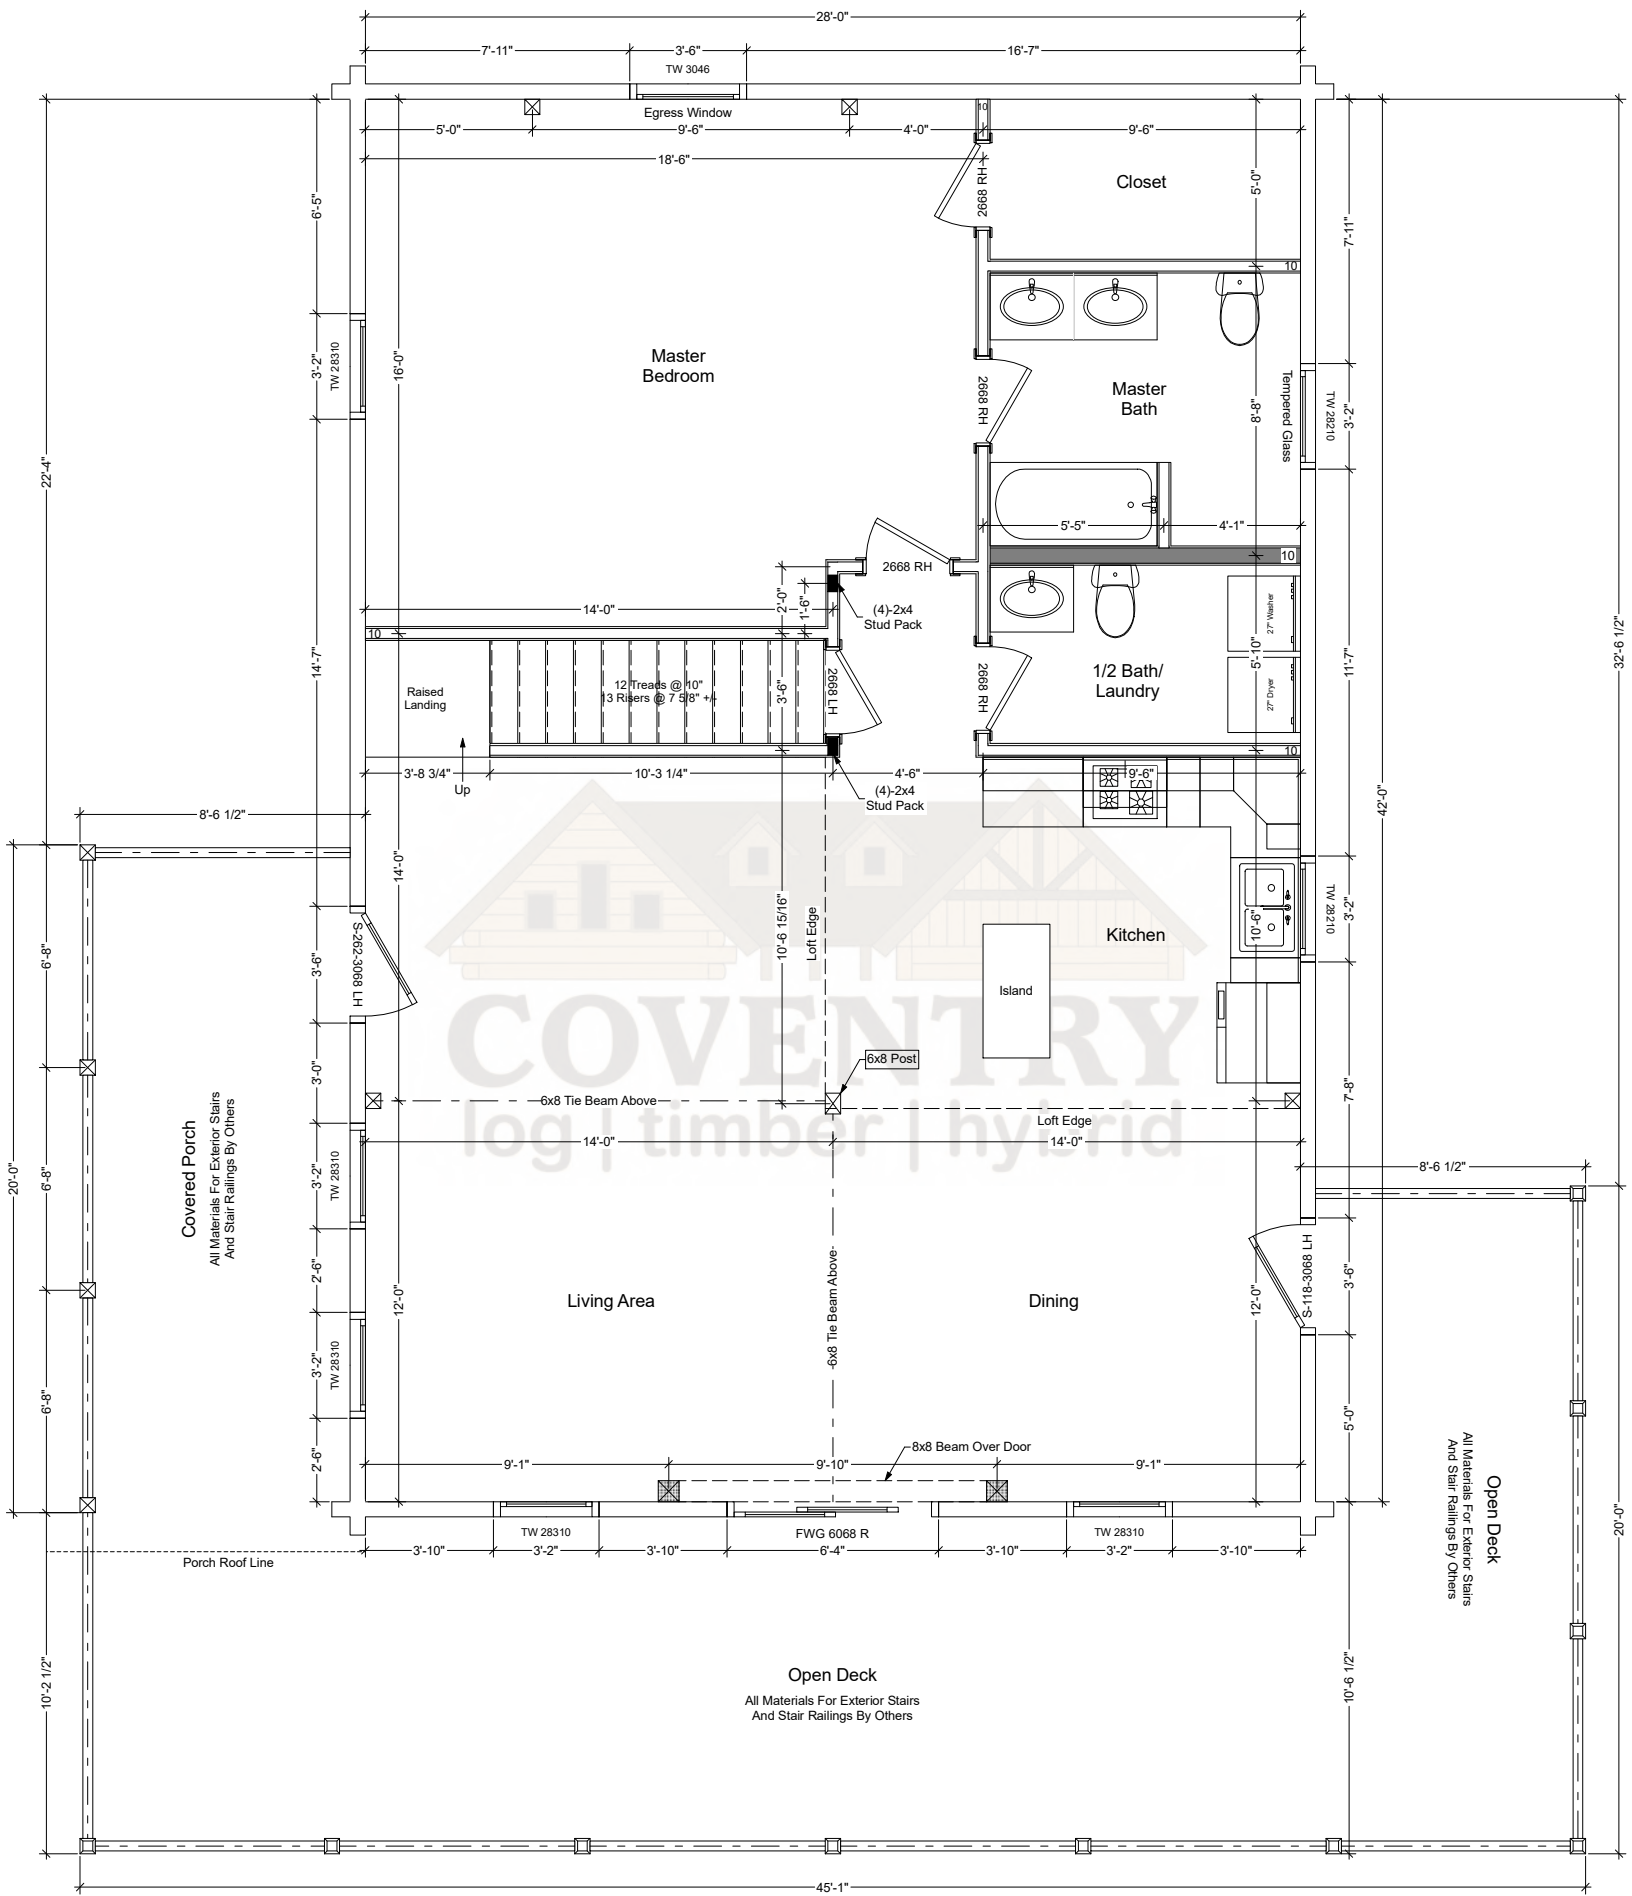 28'-0"
7'-11"
3'-6"
16'-7"
TW 3046
Egress Window
10
5'-0"
9'-6"
4'-0"
9'-6"
18'-6"
2668 RH
Closet
5'-0"
6'-5"
7'-11"
10
3'-2"
TW 28310
16'-0"
Master
Bedroom
2668 RH
Master
Bath
8'-8"
Tempered Glass
TW 28210
3'-2"
22'-4"
5'-5"
4'-1"
10
2668 RH
2'-0"
1'-6"
14'-0"
(4)-2x4
Stud Pack
10
27" Washer
32'-6 1/2"
14'-7"
11'-7"
5'-10"
Raised
Landing
12 Treads @ 10"
13 Risers @ 7 5/8" +/-
3'-6"
2668 LH
2668 RH
1/2 Bath/
Laundry
27" Dryer
10
3'-8 3/4"
10'-3 1/4"
4'-6"
9'-6"
Up
(4)-2x4
Stud Pack
42'-0"
8'-6 1/2"
14'-0"
10'-6 15/16"
Loft Edge
Kitchen
10'-6"
TW 28210
3'-2"
6'-8"
S-262-3068 LH
3'-6"
Island
COVENTRY
6x8 Post
3'-0"
7'-8"
6x8 Tie Beam Above
Loft Edge
log | timber | hybrid
14'-0"
14'-0"
8'-6 1/2"
20'-0"
6'-8"
Covered Porch
All Materials For Exterior Stairs
And Stair Railings By Others
3'-2"
TW 28310
2'-6"
12'-0"
Living Area
6x8 Tie Beam Above
Dining
12'-0"
S-118-3068 LH
3'-6"
6'-8"
3'-2"
TW 28310
5'-0"
2'-6"
8x8 Beam Over Door
9'-1"
9'-10"
9'-1"
Open Deck
All Materials For Exterior Stairs
And Stair Railings By Others
20'-0"
TW 28310
FWG 6068 R
TW 28310
Porch Roof Line
3'-10"
3'-2"
3'-10"
6'-4"
3'-10"
3'-2"
3'-10"
10'-2 1/2"
Open Deck
All Materials For Exterior Stairs
And Stair Railings By Others
10'-6 1/2"
45'-1"